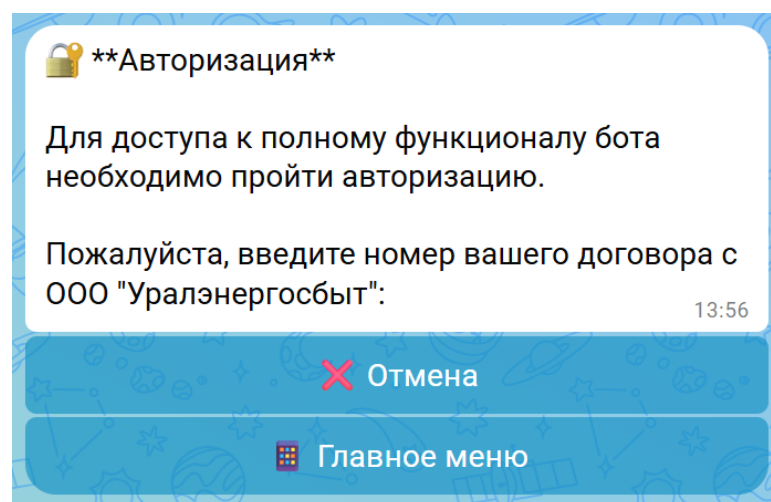 🔐 **Авторизация**
Для доступа к полному функционалу бота
необходимо пройти авторизацию.
Пожалуйста, введите номер вашего договора с
ООО "Уралэнергосбыт":
13:56
❌ Отмена
Главное меню